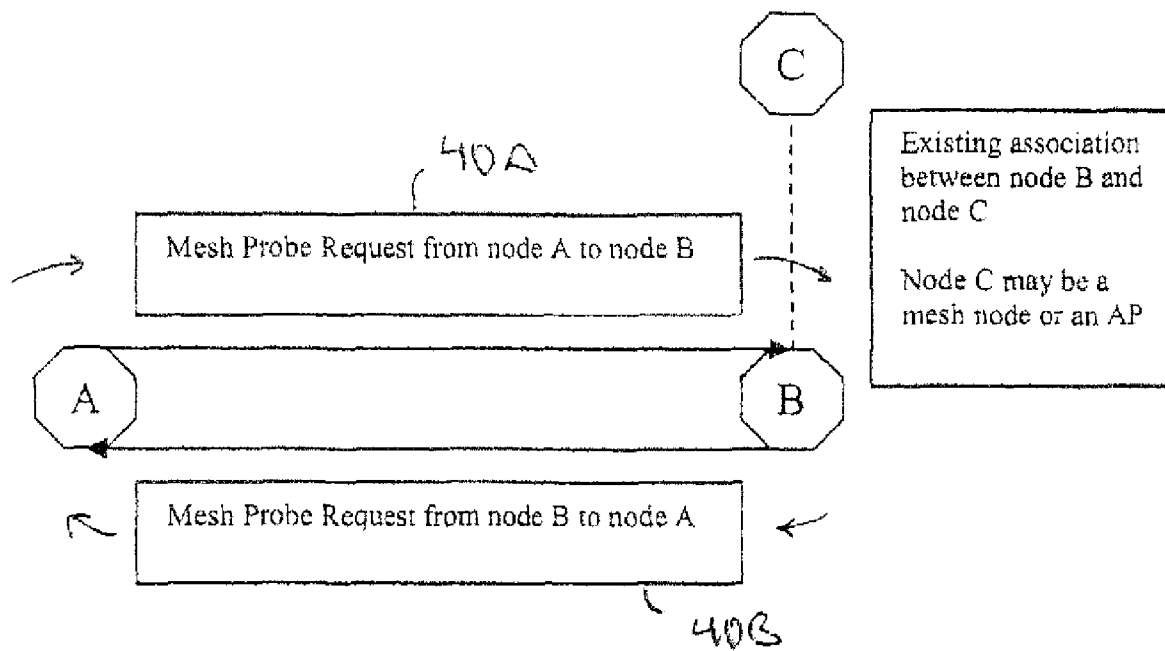 C
40A
Mesh Probe Request from node A to node B
Existing association
between node B and
node C
Node C may be a
mesh node or an AP
A
B
Mesh Probe Request from node B to node A
40B